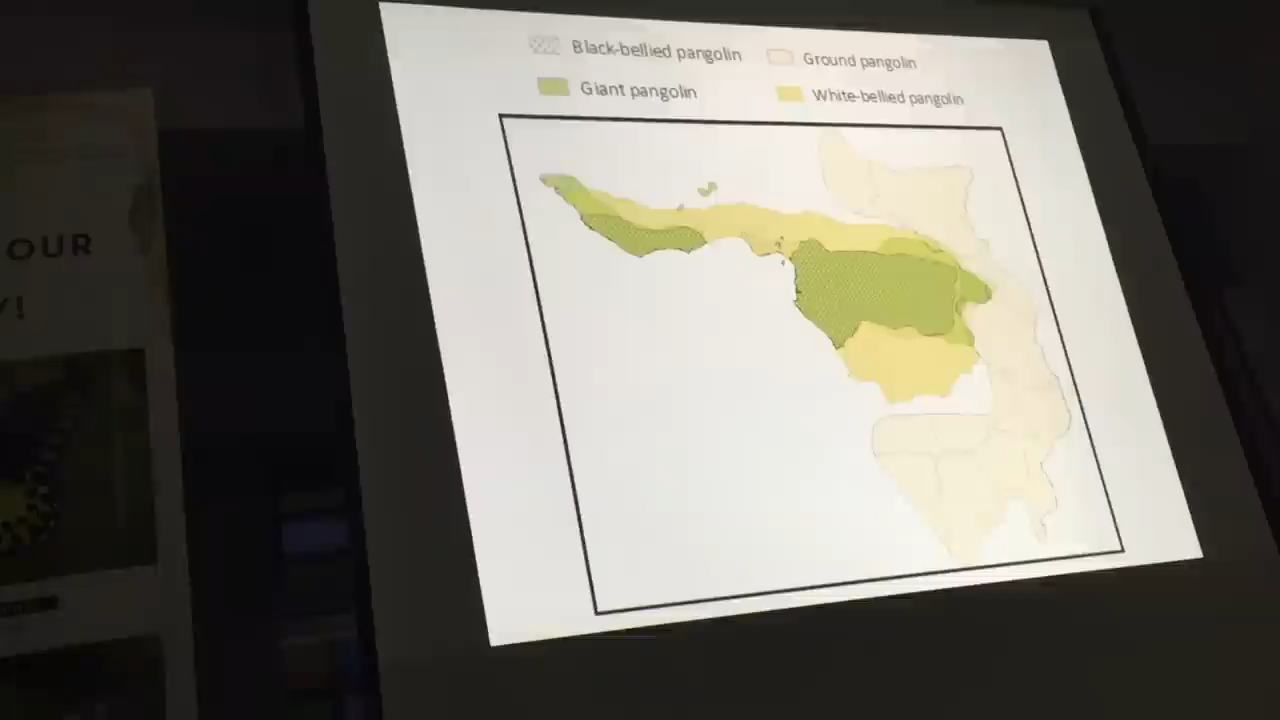 OUR
Y!
Black-bellied pangolin
Ground pangolin
Giant pangolin
White-bellied pangolin